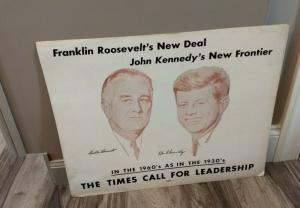 Franklin Roosevelt's New Deal
John Kennedy's New Frontier
IN THE 1960's AS IN THE 1930's
THE TIMES CALL FOR LEADERSHIP